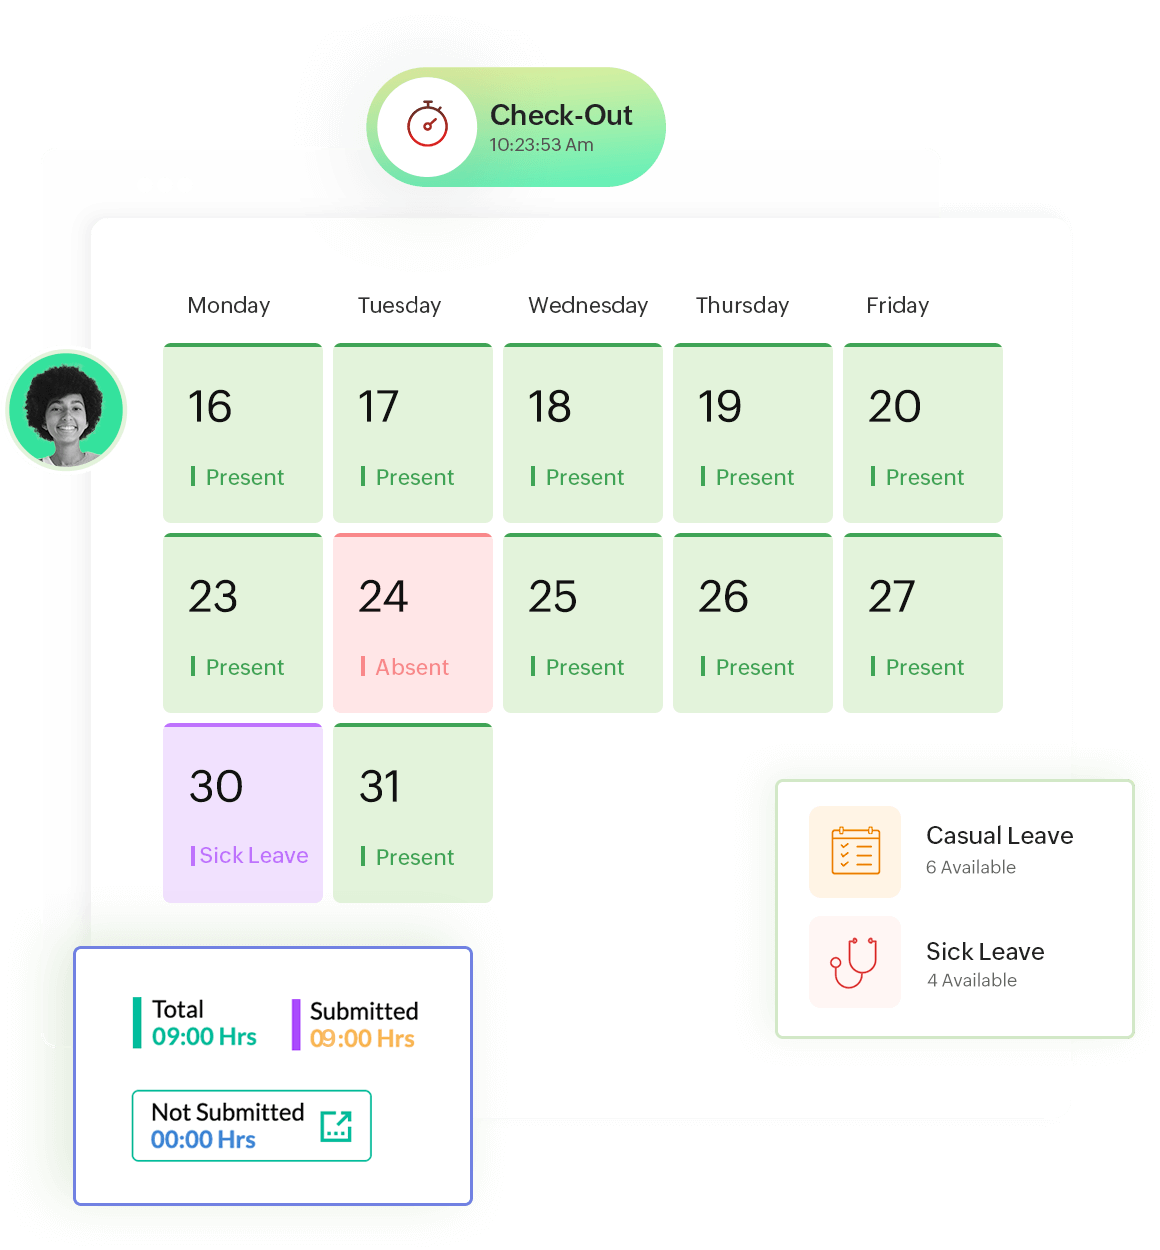 Check-Out
10:23:53 Am
Monday Tuesday Wednesday Thursday Friday
16 17 18 19 20
Present Present Present Present Present
23 24 25 26 27
Present Absent Present Present Present
30 31
Sick Leave Present
Casual Leave
6 Available
Sick Leave
4 Available
Total Submitted
09:00 Hrs 09:00 Hrs
Not Submitted
00:00 Hrs